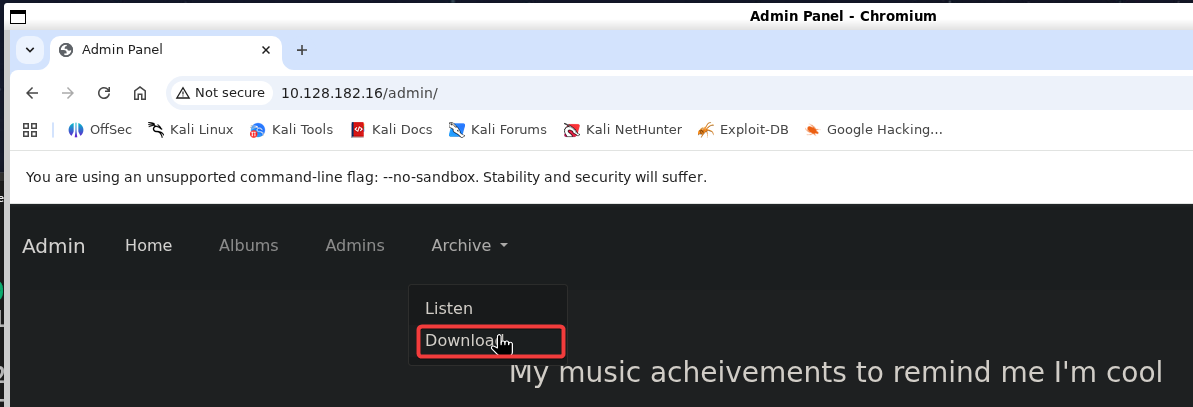 Admin Panel - Chromium
Admin Panel
Not secure 10.128.182.16/admin/
OffSec Kali Linux Kali Tools Kali Docs Kali Forums Kali NetHunter Exploit-DB Google Hacking…
You are using an unsupported command-line flag: --no-sandbox. Stability and security will suffer.
Admin Home Albums Admins Archive
Listen
Download
My music acheivements to remind me I'm cool